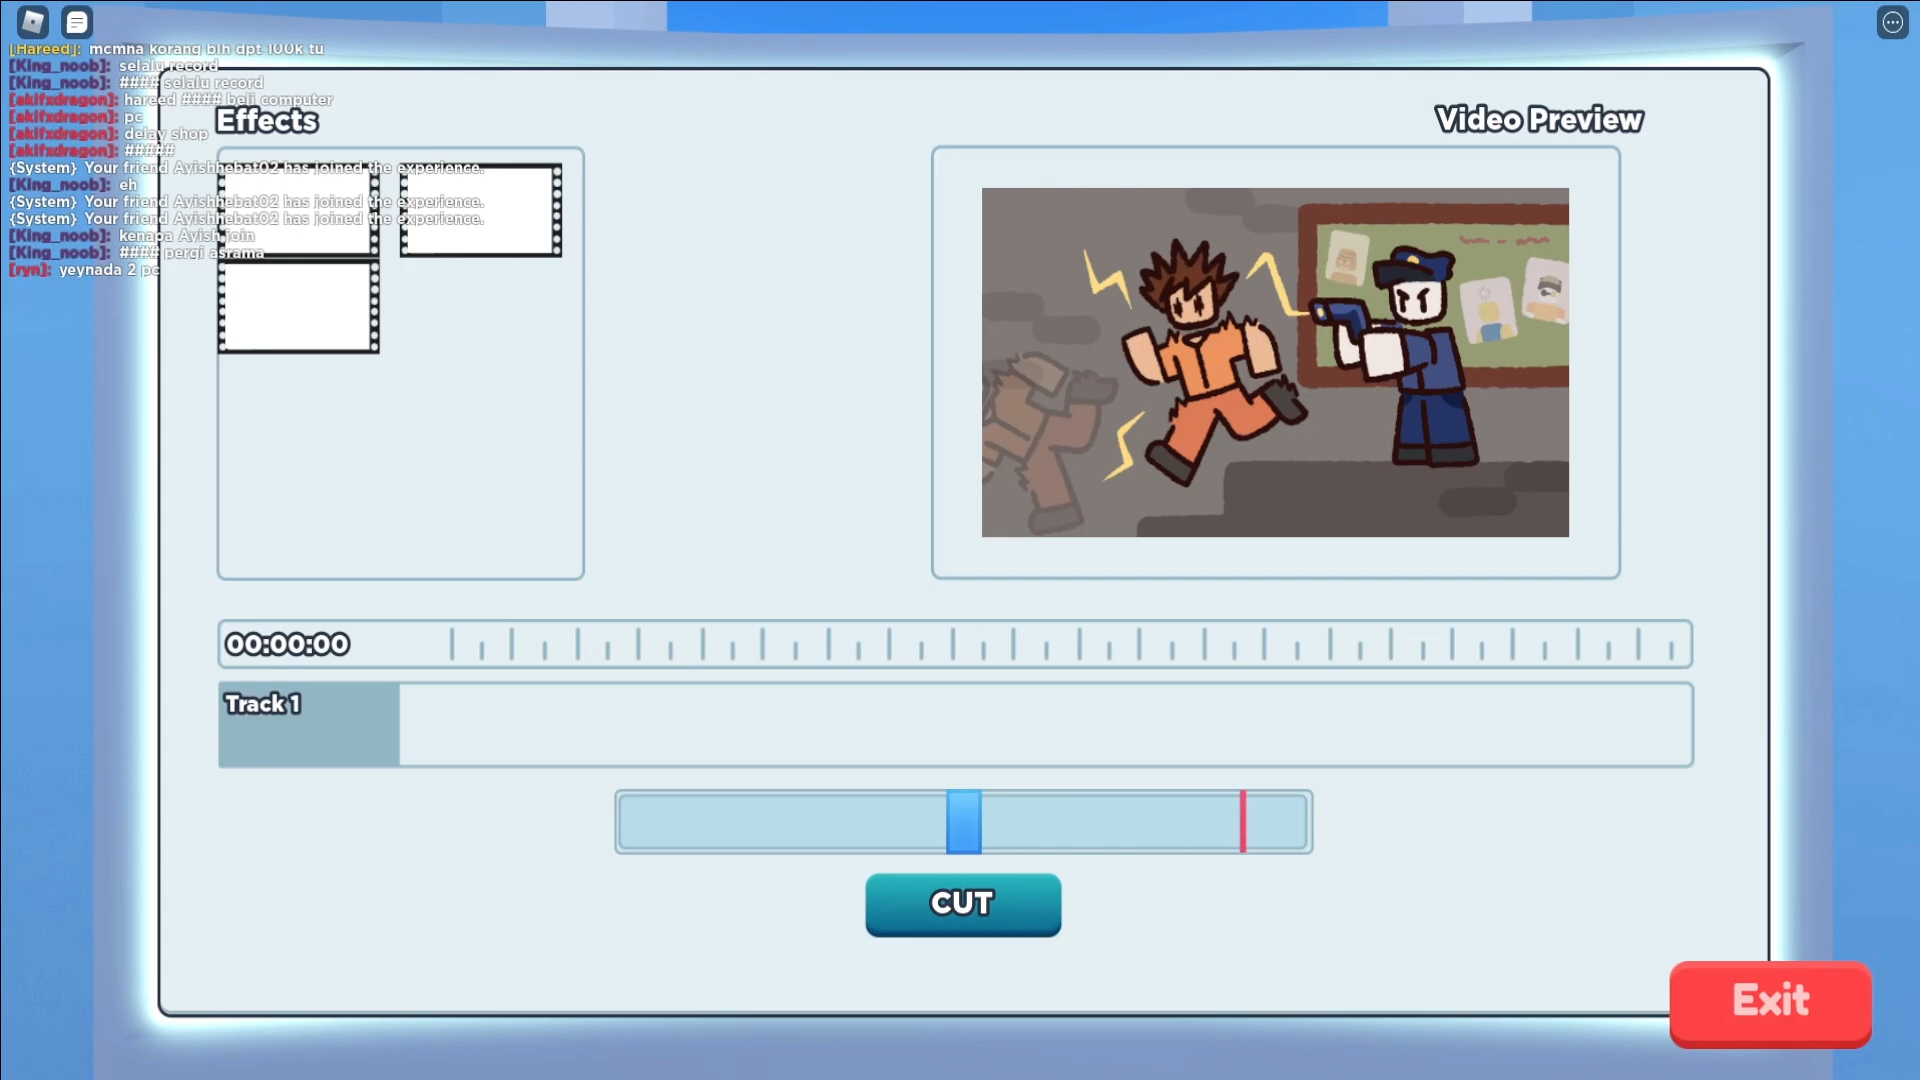 [Hareed]: mcmna korang blh dpt 100k tu
[King_noob]: selalu record
[King_noob]: #### selalu record
[akifxdragon]: hareed #### beli computer
[akifxdragon]: pc
[akifxdragon]: delay shop
[akifxdragon]: #####
{System} Your friend Ayishhebat02 has joined the experience.
[King_noob]: eh
{System} Your friend Ayishhebat02 has joined the experience.
{System} Your friend Ayishhebat02 has joined the experience.
[King_noob]: kenapa Ayish join
[King_noob]: #### pergi asrama
[ryn]: yeynada 2 pc
Effects
Video Preview
00:00:00
Track 1
CUT
Exit